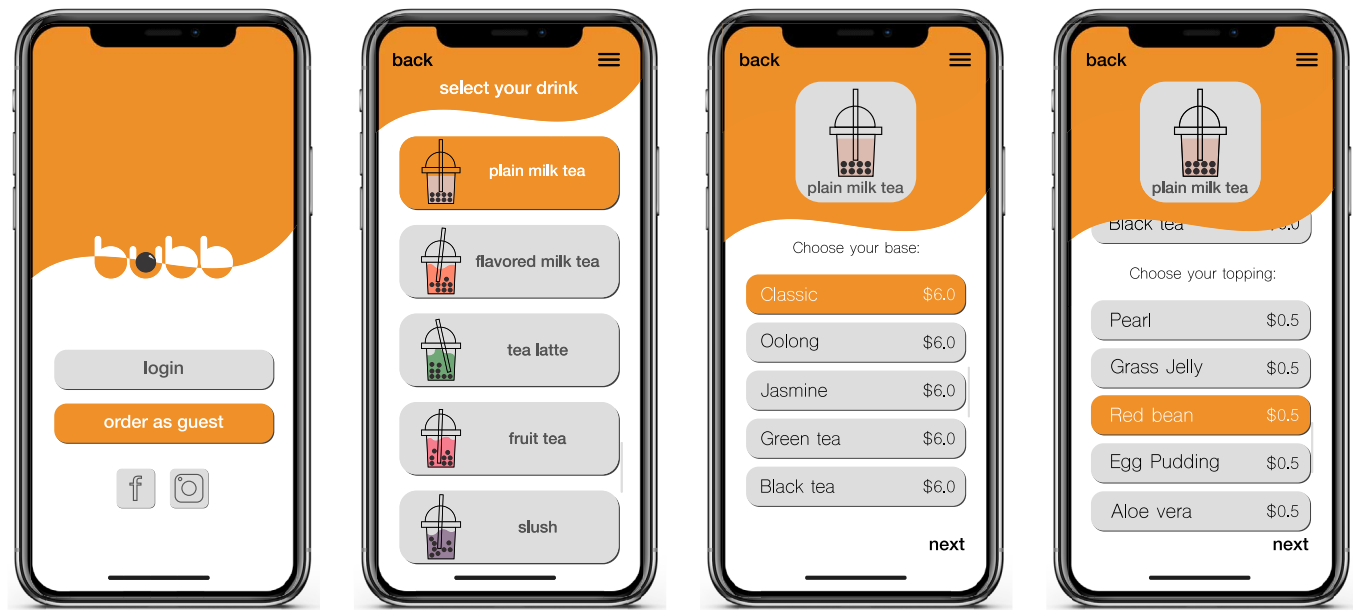 bubb
login
order as guest
f
back
select your drink
plain milk tea
flavored milk tea
tea latte
fruit tea
slush
back
plain milk tea
Choose your base:
Classic $6.0
Oolong $6.0
Jasmine $6.0
Green tea $6.0
Black tea $6.0
next
back
plain milk tea
Black tea $6.0
Choose your topping:
Pearl $0.5
Grass Jelly $0.5
Red bean $0.5
Egg Pudding $0.5
Aloe vera $0.5
next